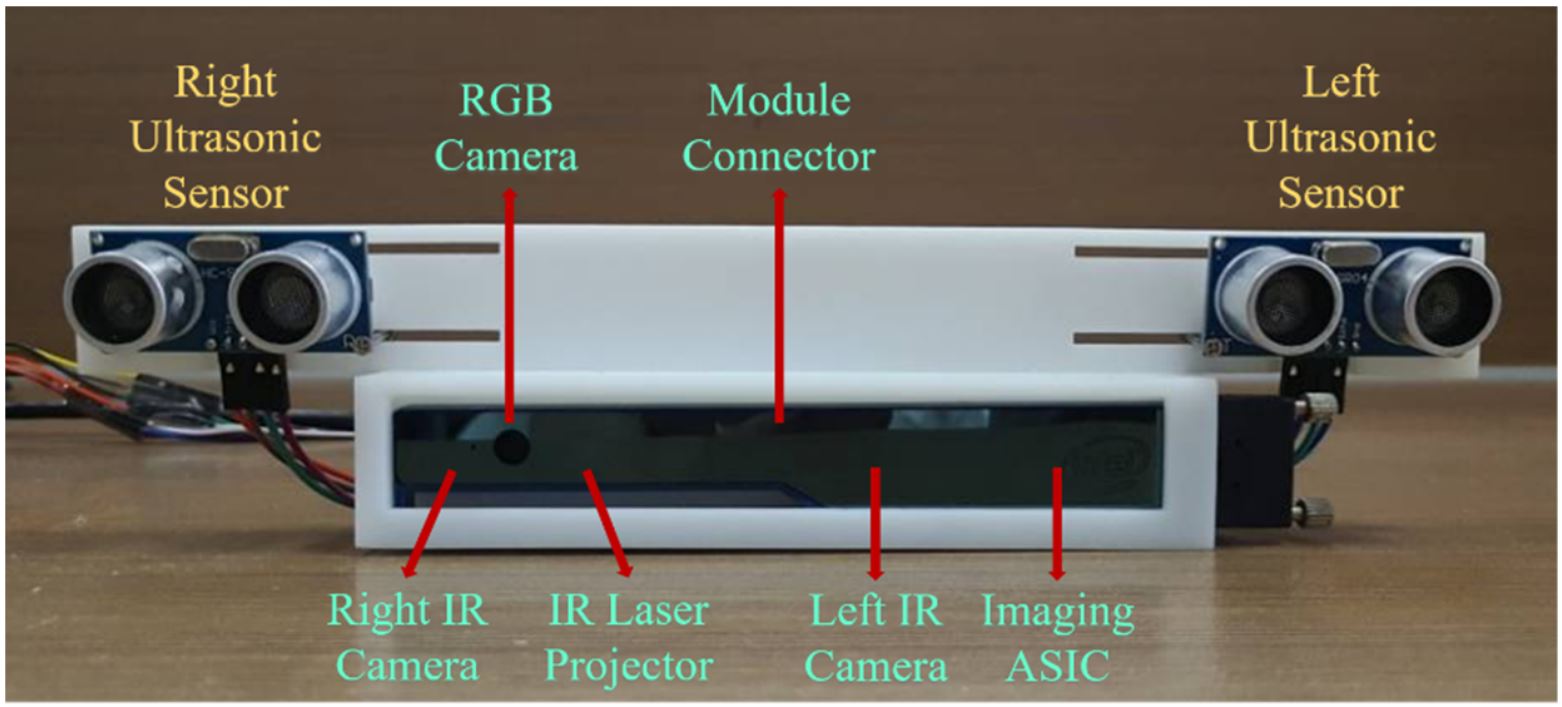 Right
Ultrasonic
Sensor
RGB
Camera
Module
Connector
Left
Ultrasonic
Sensor
HC-S
R04
intel
Right IR
Camera
IR Laser
Projector
Left IR
Camera
Imaging
ASIC